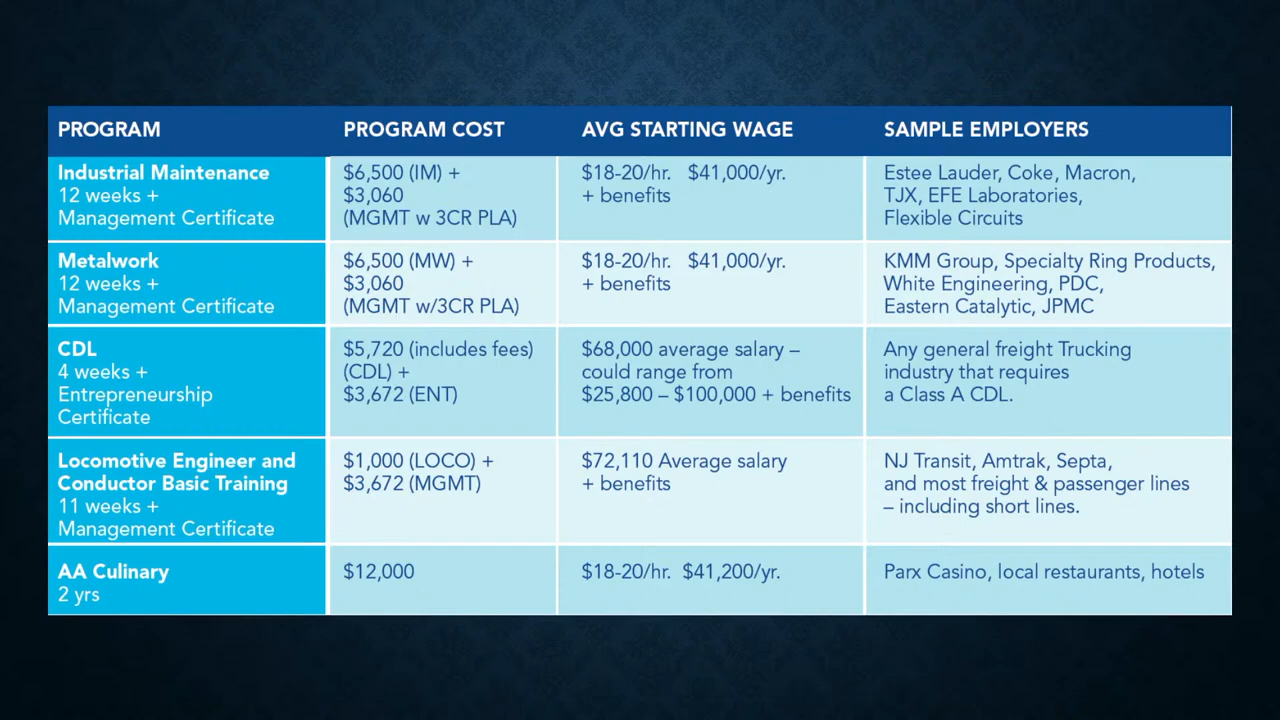 PROGRAM PROGRAM COST AVG STARTING WAGE SAMPLE EMPLOYERS
Industrial Maintenance
12 weeks +
Management Certificate
$6,500 (IM) +
$3,060
(MGMT w 3CR PLA)
$18-20/hr. $41,000/yr.
+ benefits
Estee Lauder, Coke, Macron,
TJX, EFE Laboratories,
Flexible Circuits
Metalwork
12 weeks +
Management Certificate
$6,500 (MW) +
$3,060
(MGMT w/3CR PLA)
$18-20/hr. $41,000/yr.
+ benefits
KMM Group, Specialty Ring Products,
White Engineering, PDC,
Eastern Catalytic, JPMC
CDL
4 weeks +
Entrepreneurship
Certificate
$5,720 (includes fees)
(CDL) +
$3,672 (ENT)
$68,000 average salary –
could range from
$25,800 – $100,000 + benefits
Any general freight Trucking
industry that requires
a Class A CDL.
Locomotive Engineer and
Conductor Basic Training
11 weeks +
Management Certificate
$1,000 (LOCO) +
$3,672 (MGMT)
$72,110 Average salary
+ benefits
NJ Transit, Amtrak, Septa,
and most freight & passenger lines
– including short lines.
AA Culinary
2 yrs
$12,000
$18-20/hr. $41,200/yr.
Parx Casino, local restaurants, hotels